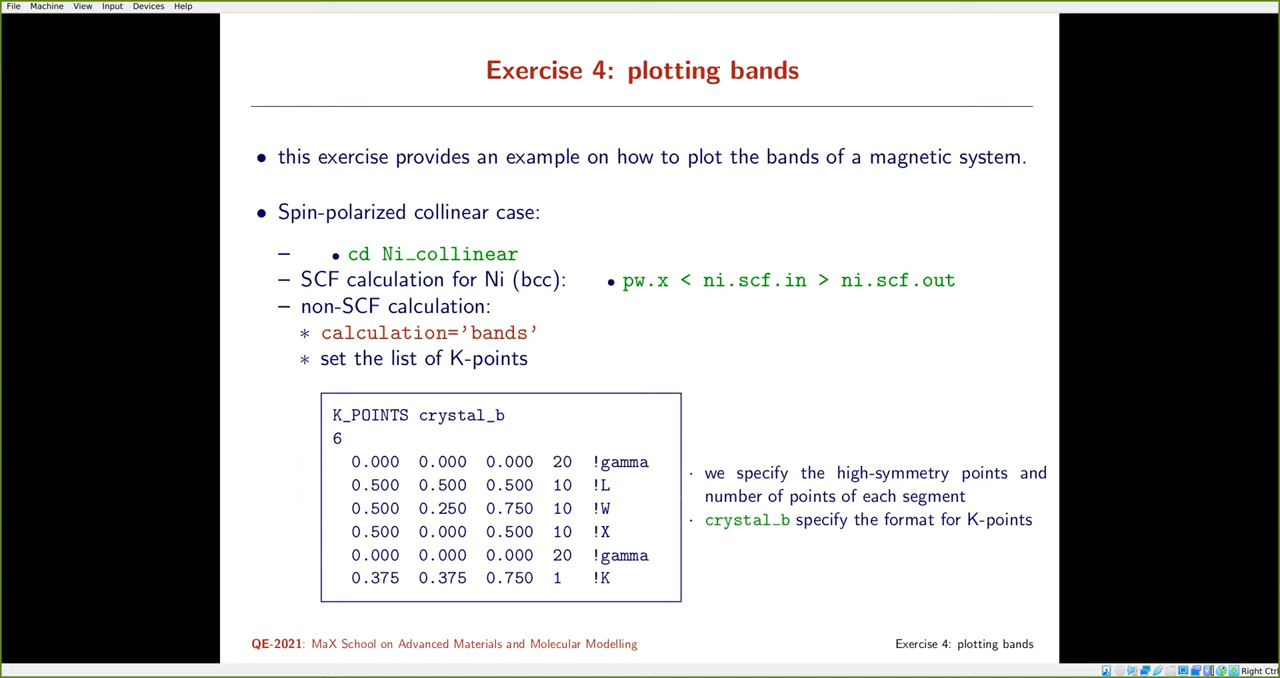 File Machine View Input Devices Help
Exercise 4: plotting bands
• this exercise provides an example on how to plot the bands of a magnetic system.
• Spin-polarized collinear case:
– • cd Ni_collinear
– SCF calculation for Ni (bcc): • pw.x < ni.scf.in > ni.scf.out
– non-SCF calculation:
∗ calculation='bands'
∗ set the list of K-points
K_POINTS crystal_b
6
0.000 0.000 0.000 20 !gamma
0.500 0.500 0.500 10 !L
0.500 0.250 0.750 10 !W
0.500 0.000 0.500 10 !X
0.000 0.000 0.000 20 !gamma
0.375 0.375 0.750 1 !K
· we specify the high-symmetry points and
number of points of each segment
· crystal_b specify the format for K-points
QE-2021: MaX School on Advanced Materials and Molecular Modelling
Exercise 4: plotting bands
Right Ctrl